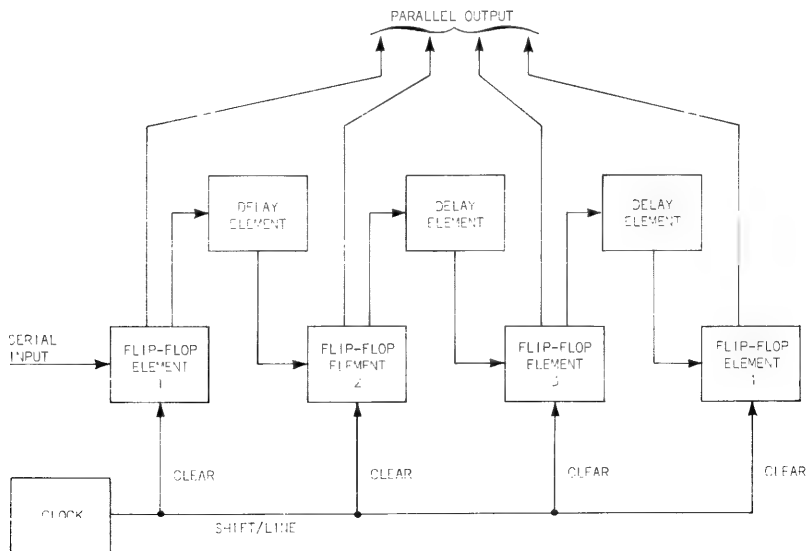 PARALLEL OUTPUT
DELAY
ELEMENT
DELAY
ELEMENT
DELAY
ELEMENT
SERIAL
INPUT
FLIP-FLOP
ELEMENT
1
FLIP-FLOP
ELEMENT
2
FLIP-FLOP
ELEMENT
3
FLIP-FLOP
ELEMENT
CLEAR
CLEAR
CLEAR
CLEAR
CLOCK
SHIFT/LINE